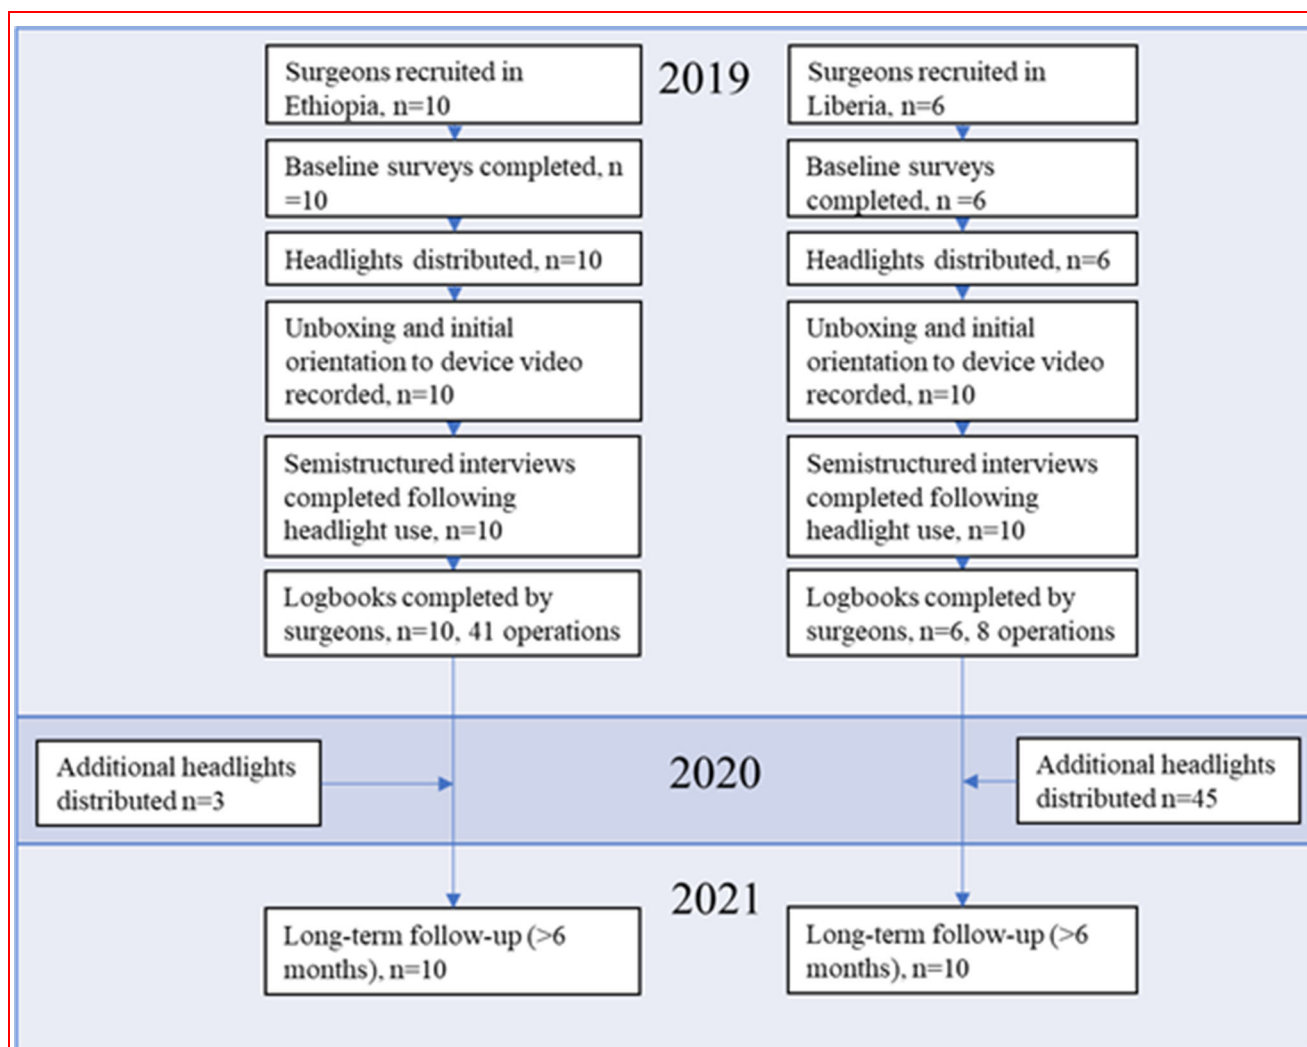 2019
Surgeons recruited in
Ethiopia, n=10
Baseline surveys completed, n
=10
Headlights distributed, n=10
Unboxing and initial
orientation to device video
recorded, n=10
Semistructured interviews
completed following
headlight use, n=10
Logbooks completed by
surgeons, n=10, 41 operations
Surgeons recruited in
Liberia, n=6
Baseline surveys
completed, n =6
Headlights distributed, n=6
Unboxing and initial
orientation to device video
recorded, n=10
Semistructured interviews
completed following
headlight use, n=10
Logbooks completed by
surgeons, n=6, 8 operations
Additional headlights
distributed n=3
2020
Additional headlights
distributed n=45
2021
Long-term follow-up (>6
months), n=10
Long-term follow-up (>6
months), n=10